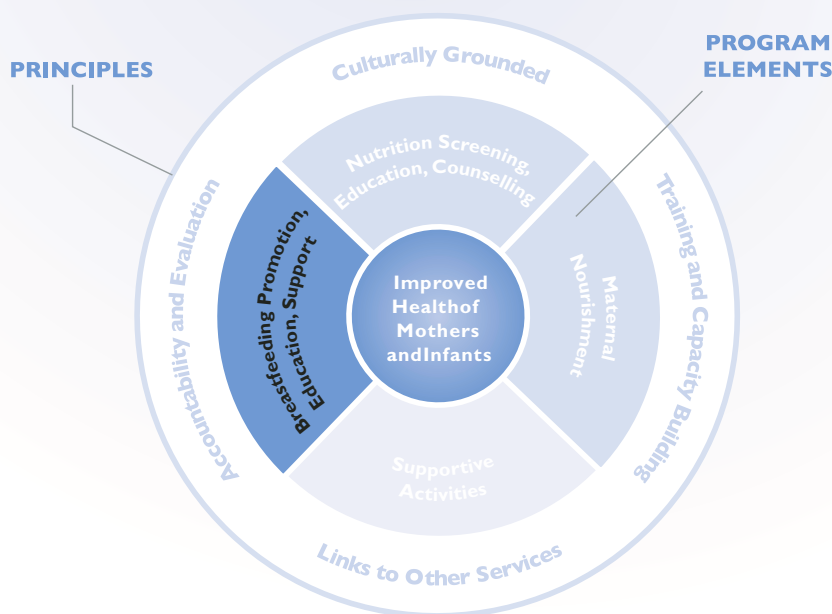 PRINCIPLES
PROGRAM
ELEMENTS
Culturally Grounded
Nutrition Screening,
Education, Counselling
Accountability and Evaluation
Breastfeeding Promotion,
Education, Support
Improved
Healthof
Mothers
andInfants
Maternal
Nourishment
Training and Capacity Building
Supportive
Activities
Links to Other Services